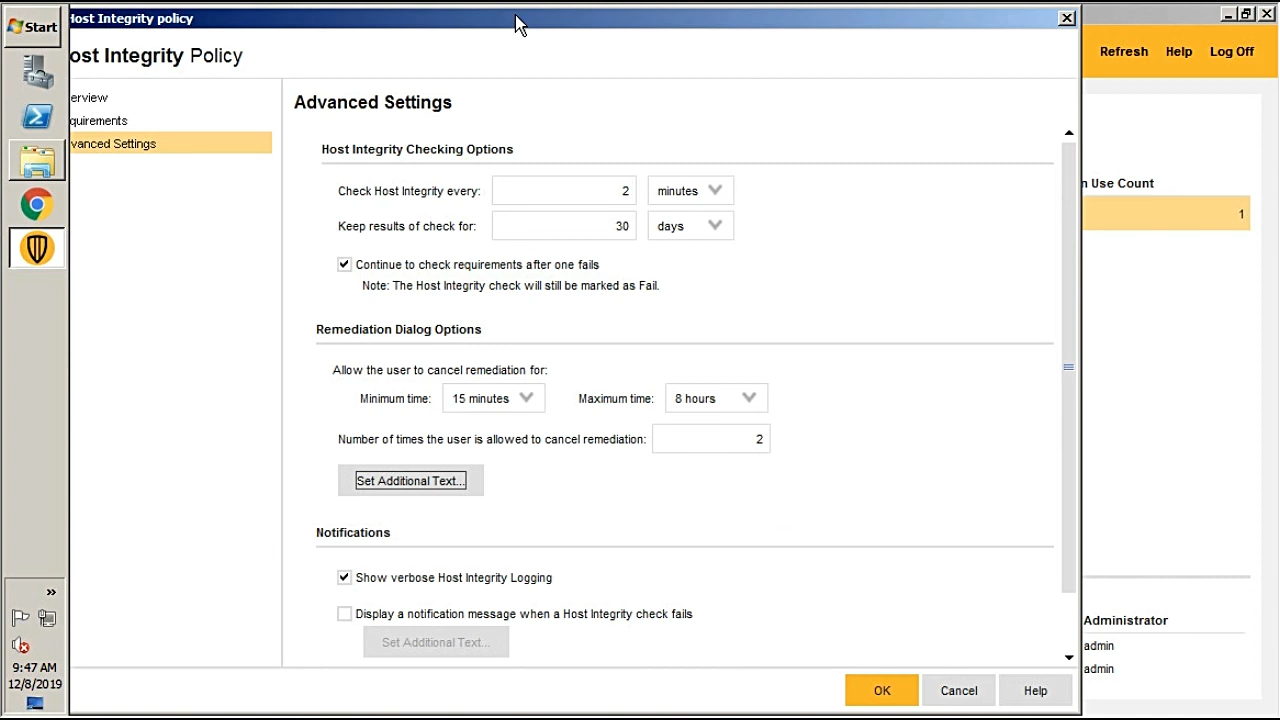 Start
Host Integrity policy
Refresh Help Log Off
ost Integrity Policy
erview
quirements
vanced Settings
Advanced Settings
Host Integrity Checking Options
Check Host Integrity every: 2 minutes
Keep results of check for: 30 days
Continue to check requirements after one fails
Note: The Host Integrity check will still be marked as Fail.
Remediation Dialog Options
Allow the user to cancel remediation for:
Minimum time: 15 minutes Maximum time: 8 hours
Number of times the user is allowed to cancel remediation: 2
Set Additional Text...
Notifications
Show verbose Host Integrity Logging
Display a notification message when a Host Integrity check fails
Set Additional Text...
OK Cancel Help
n Use Count
1
Administrator
admin
admin
9:47 AM
12/8/2019